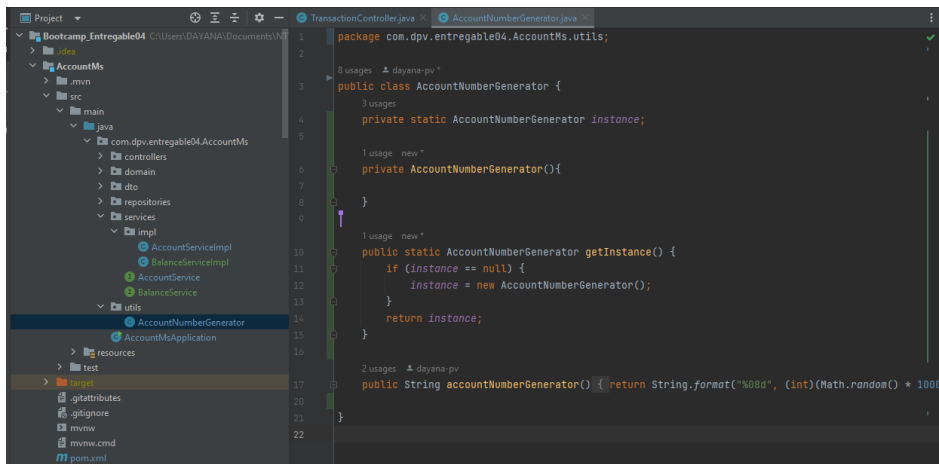 Project
TransactionController.java
AccountNumberGenerator.java
Bootcamp_Entregable04 C:\Users\DAYANA\Documents\NT
.idea
AccountMs
.mvn
src
main
java
com.dpv.entregable04.AccountMs
controllers
domain
dto
repositories
services
impl
AccountServiceImpl
BalanceServiceImpl
AccountService
BalanceService
utils
AccountNumberGenerator
AccountMsApplication
resources
test
target
.gitattributes
.gitignore
mvnw
mvnw.cmd
pom.xml
1 package com.dpv.entregable04.AccountMs.utils;
2
8 usages dayana-pv *
3 public class AccountNumberGenerator {
3 usages
4 private static AccountNumberGenerator instance;
5
1 usage new *
6 private AccountNumberGenerator(){
7
8 }
9
1 usage new *
10 public static AccountNumberGenerator getInstance() {
11 if (instance == null) {
12 instance = new AccountNumberGenerator();
13 }
14 return instance;
15 }
16
2 usages dayana-pv
17 public String accountNumberGenerator() { return String.format("%08d", (int)(Math.random() * 1000
20
21 }
22